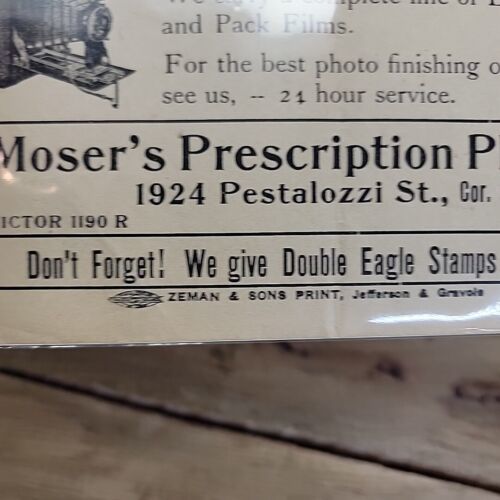 and Pack Films.
For the best photo finishing
see us, -- 24 hour service.
Moser's Prescription P
1924 Pestalozzi St., Cor.
ICTOR 1190 R
Don't Forget! We give Double Eagle Stamps
ZEMAN & SONS PRINT, Jefferson & Gravois